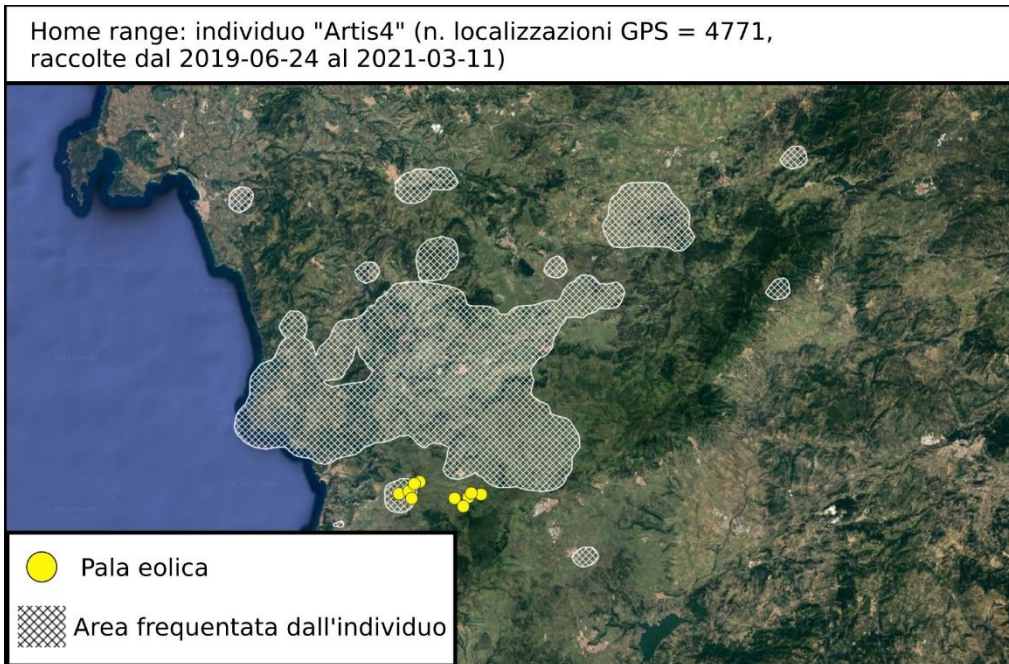 Home range: individuo "Artis4" (n. localizzazioni GPS = 4771,
raccolte dal 2019-06-24 al 2021-03-11)
Pala eolica
Area frequentata dall'individuo